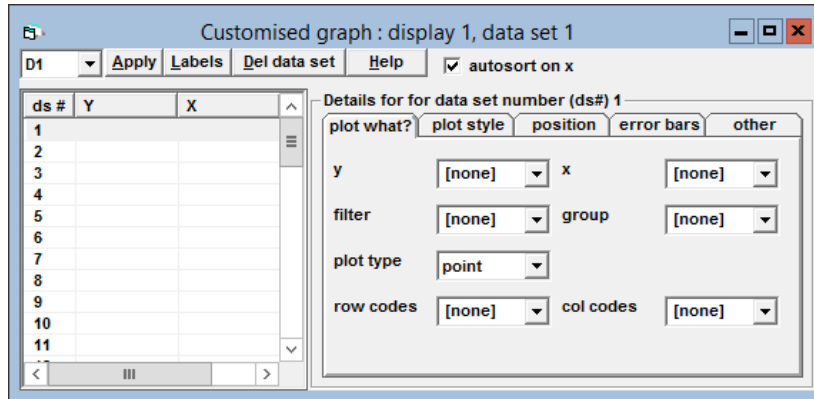 Customised graph : display 1, data set 1
D1 Apply Labels Del data set Help autosort on x
ds # Y X
1
2
3
4
5
6
7
8
9
10
11
Details for for data set number (ds#) 1
plot what? plot style position error bars other
y [none] x [none]
filter [none] group [none]
plot type point
row codes [none] col codes [none]